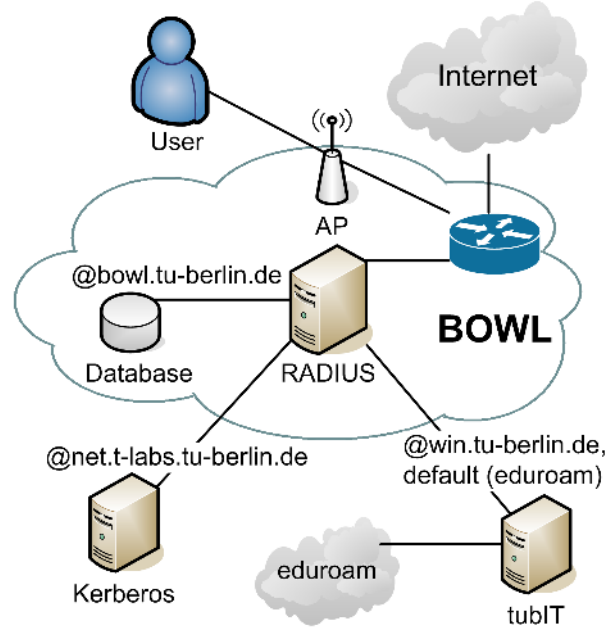 Internet
User
AP
@bowl.tu-berlin.de
BOWL
Database
RADIUS
@win.tu-berlin.de,
default (eduroam)
@net.t-labs.tu-berlin.de
eduroam
Kerberos
tubIT